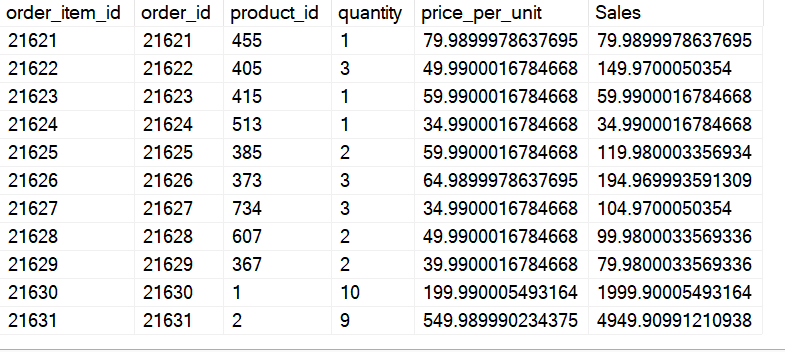 order_item_id order_id product_id quantity price_per_unit Sales
21621 21621 455 1 79.9899978637695 79.9899978637695
21622 21622 405 3 49.9900016784668 149.9700050354
21623 21623 415 1 59.9900016784668 59.9900016784668
21624 21624 513 1 34.9900016784668 34.9900016784668
21625 21625 385 2 59.9900016784668 119.980003356934
21626 21626 373 3 64.9899978637695 194.969993591309
21627 21627 734 3 34.9900016784668 104.9700050354
21628 21628 607 2 49.9900016784668 99.9800033569336
21629 21629 367 2 39.9900016784668 79.9800033569336
21630 21630 1 10 199.990005493164 1999.90005493164
21631 21631 2 9 549.989990234375 4949.90991210938